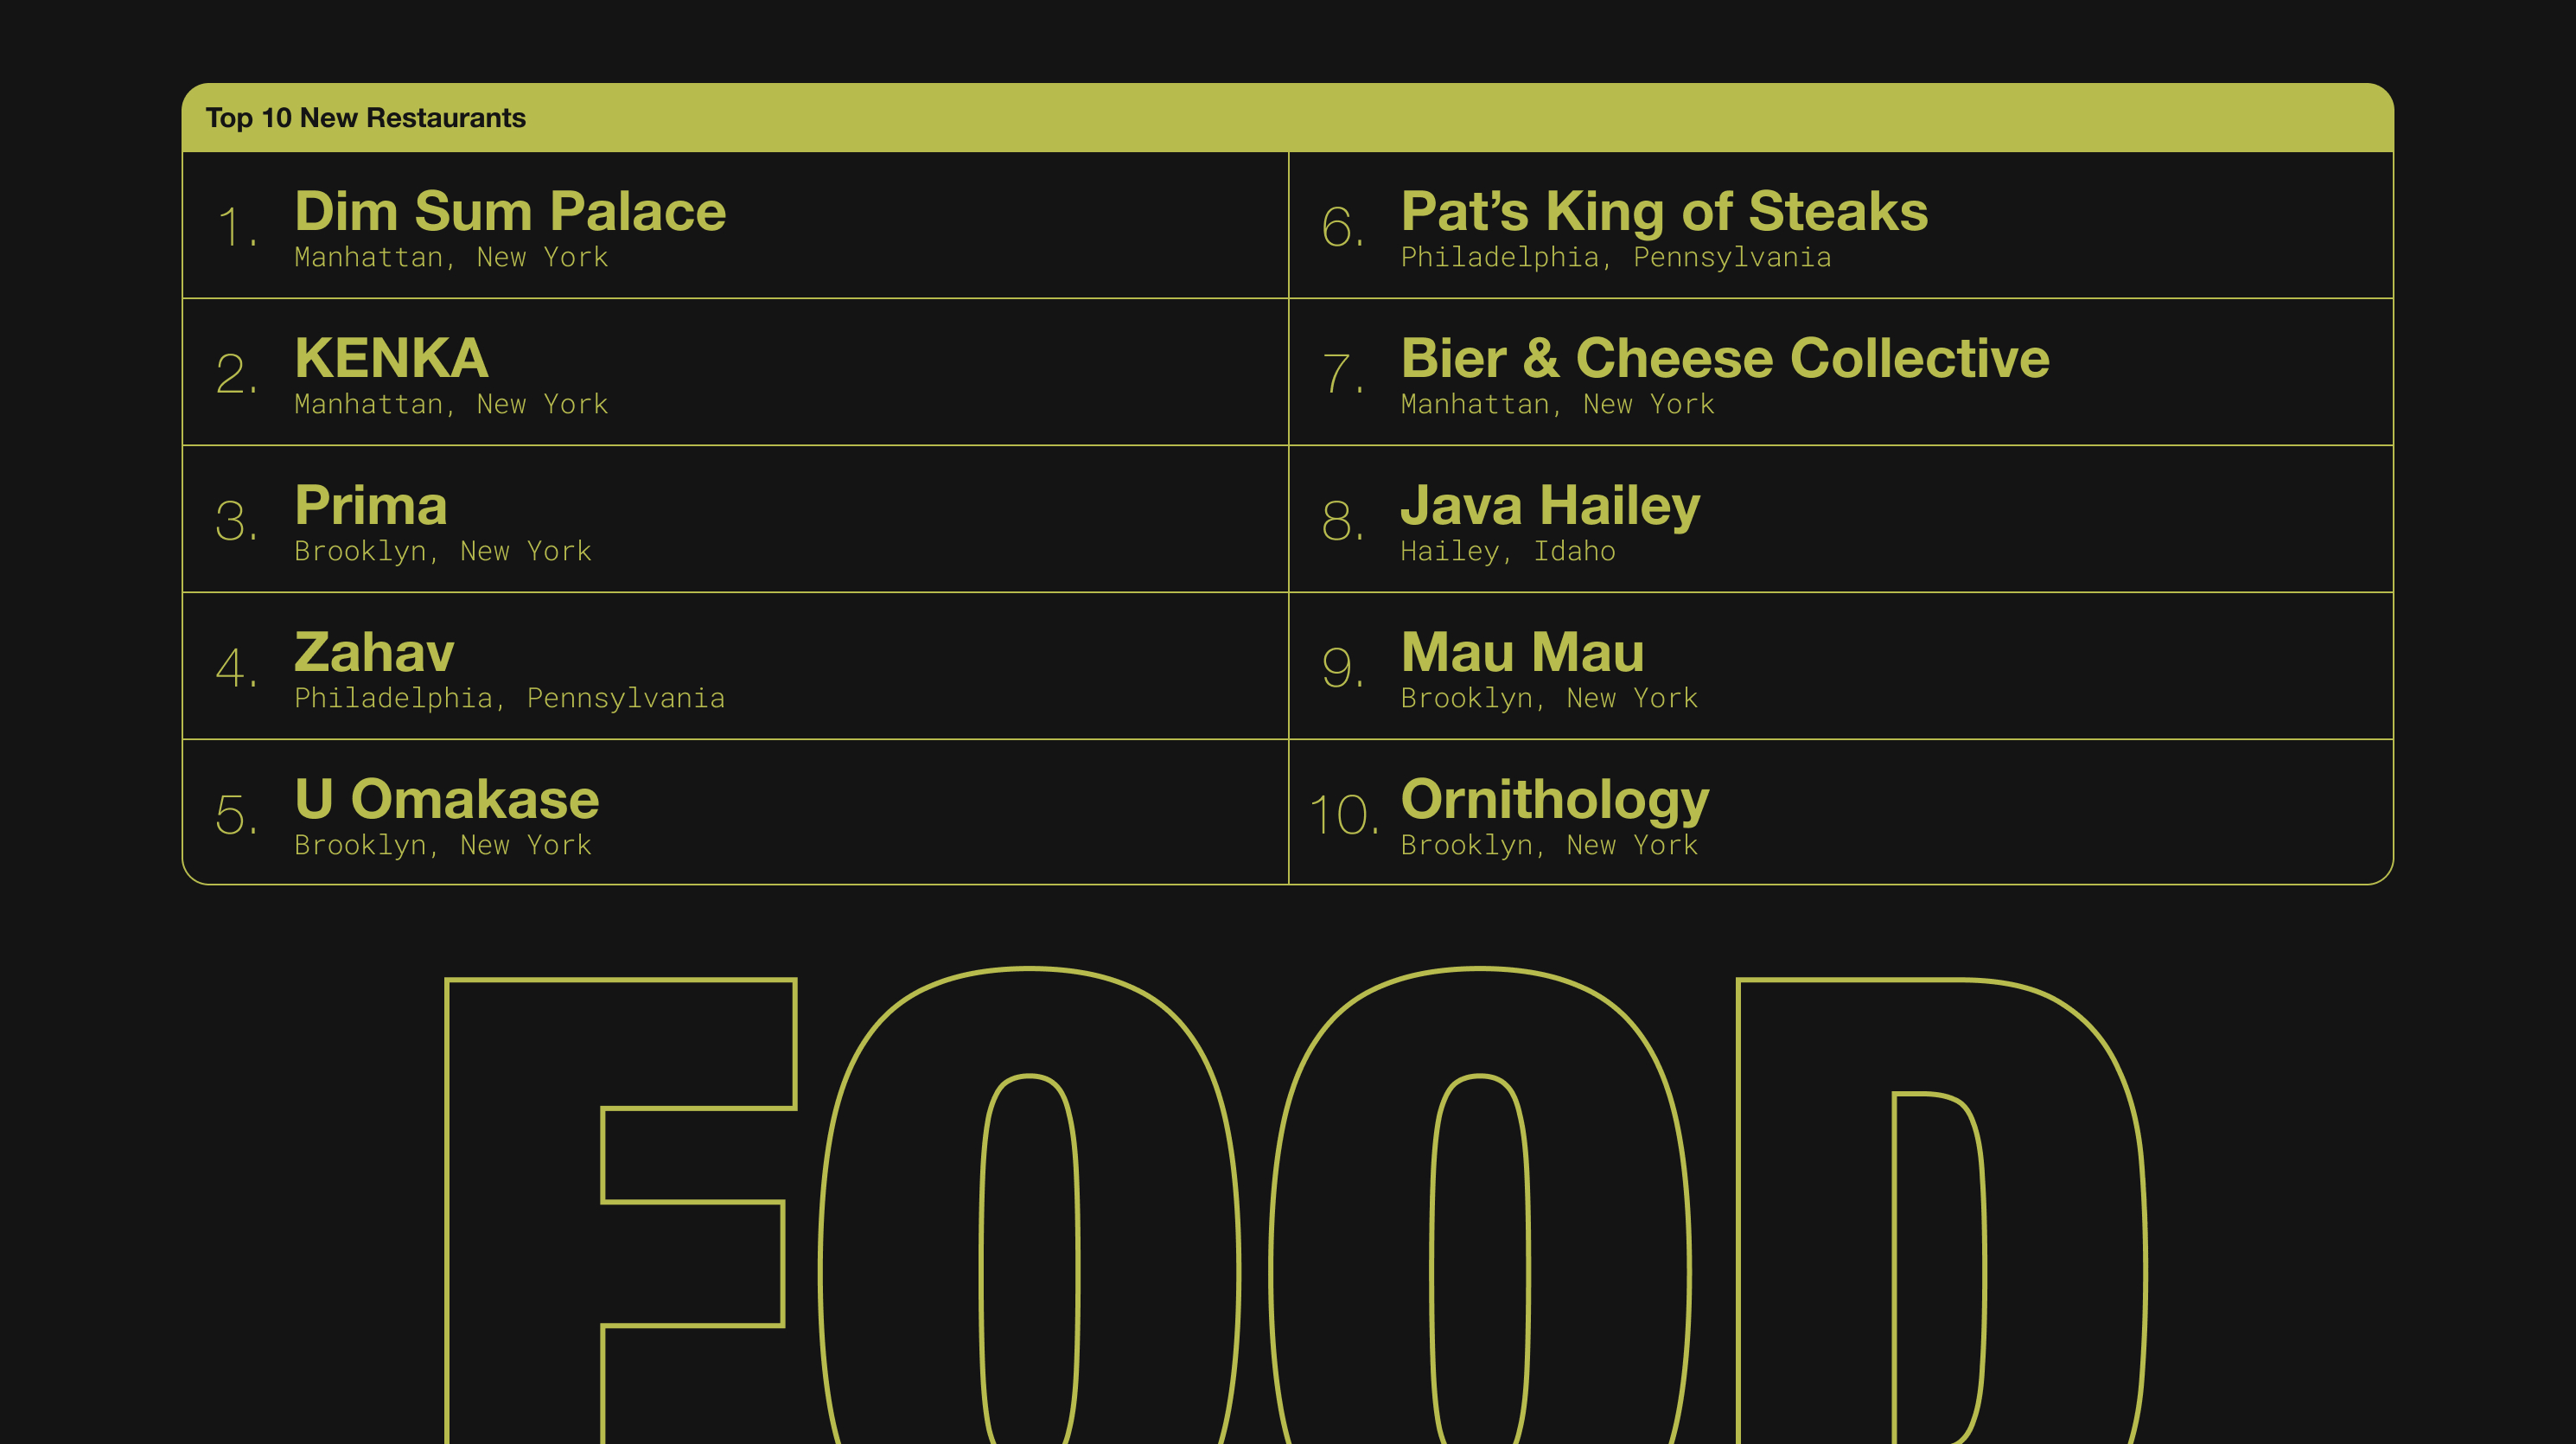 Top 10 New Restaurants
1.
Dim Sum Palace
Manhattan, New York
2.
KENKA
Manhattan, New York
3.
Prima
Brooklyn, New York
4.
Zahav
Philadelphia, Pennsylvania
5.
U Omakase
Brooklyn, New York
6.
Pat’s King of Steaks
Philadelphia, Pennsylvania
7.
Bier & Cheese Collective
Manhattan, New York
8.
Java Hailey
Hailey, Idaho
9.
Mau Mau
Brooklyn, New York
10.
Ornithology
Brooklyn, New York
FOOD